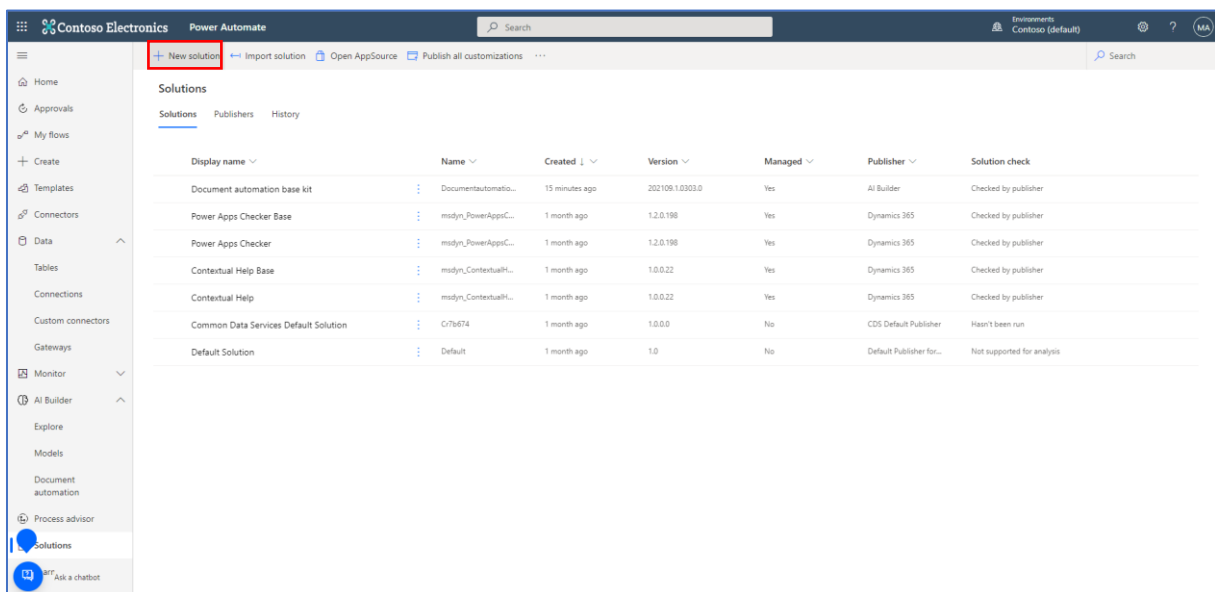 Contoso Electronics Power Automate Search Environments Contoso (default) ? MA
New solution Import solution Open AppSource Publish all customizations ... Search
Home
Approvals
My flows
Create
Templates
Connectors
Data
Tables
Connections
Custom connectors
Gateways
Monitor
AI Builder
Explore
Models
Document
automation
Process advisor
Solutions
Ask a chatbot
Solutions
Solutions Publishers History
Display name Name Created ↓ Version Managed Publisher Solution check
Document automation base kit Documentautomatio... 15 minutes ago 202109.1.0303.0 Yes AI Builder Checked by publisher
Power Apps Checker Base msdyn_PowerAppsC... 1 month ago 1.2.0.198 Yes Dynamics 365 Checked by publisher
Power Apps Checker msdyn_PowerAppsC... 1 month ago 1.2.0.198 Yes Dynamics 365 Checked by publisher
Contextual Help Base msdyn_ContextualH... 1 month ago 1.0.0.22 Yes Dynamics 365 Checked by publisher
Contextual Help msdyn_ContextualH... 1 month ago 1.0.0.22 Yes Dynamics 365 Checked by publisher
Common Data Services Default Solution Cr7b674 1 month ago 1.0.0.0 No CDS Default Publisher Hasn't been run
Default Solution Default 1 month ago 1.0 No Default Publisher for... Not supported for analysis